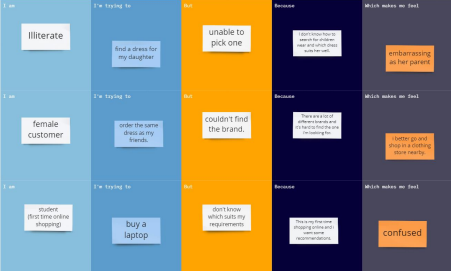 I am
I'm trying to
But
Because
Which makes me feel
Illiterate
find a dress for
my daughter
unable to
pick one
I don't know how to
search for children
wear and which dress
suits her well.
embarrassing
as her parent
I am
I'm trying to
But
Because
Which makes me feel
female
customer
order the same
dress as my
friends.
couldn't find
the brand.
There are a lot of
different brands and
it's hard to find the one
I'm looking for.
I better go and
shop in a clothing
store nearby.
I am
I'm trying to
But
Because
Which makes me feel
student
(first time online
shopping)
buy a
laptop
don't know
which suits my
requirements
This is my first time
shopping online and I
want some
recommendations
confused